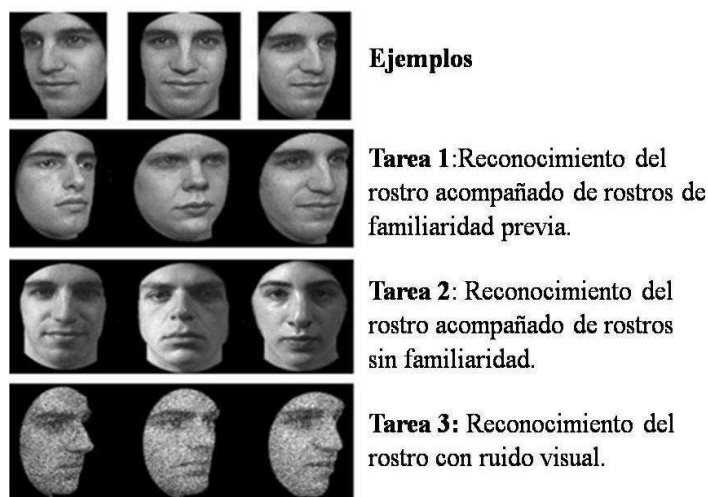 Ejemplos
Tarea 1:Reconocimiento del
rostro acompañado de rostros de
familiaridad previa.
Tarea 2: Reconocimiento del
rostro acompañado de rostros
sin familiaridad.
Tarea 3: Reconocimiento del
rostro con ruido visual.